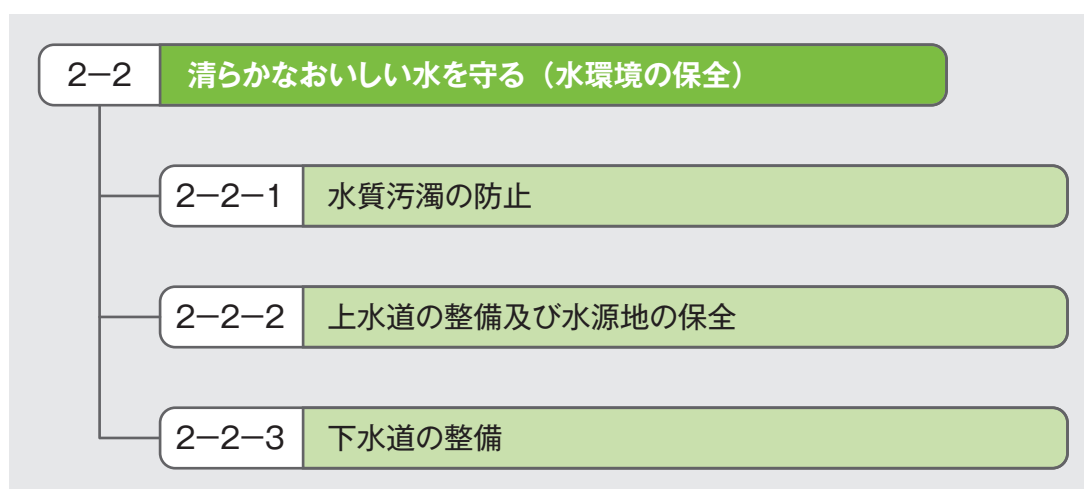 2−2 清らかなおいしい水を守る（水環境の保全）
2−2−1 水質汚濁の防止
2−2−2 上水道の整備及び水源地の保全
2−2−3 下水道の整備